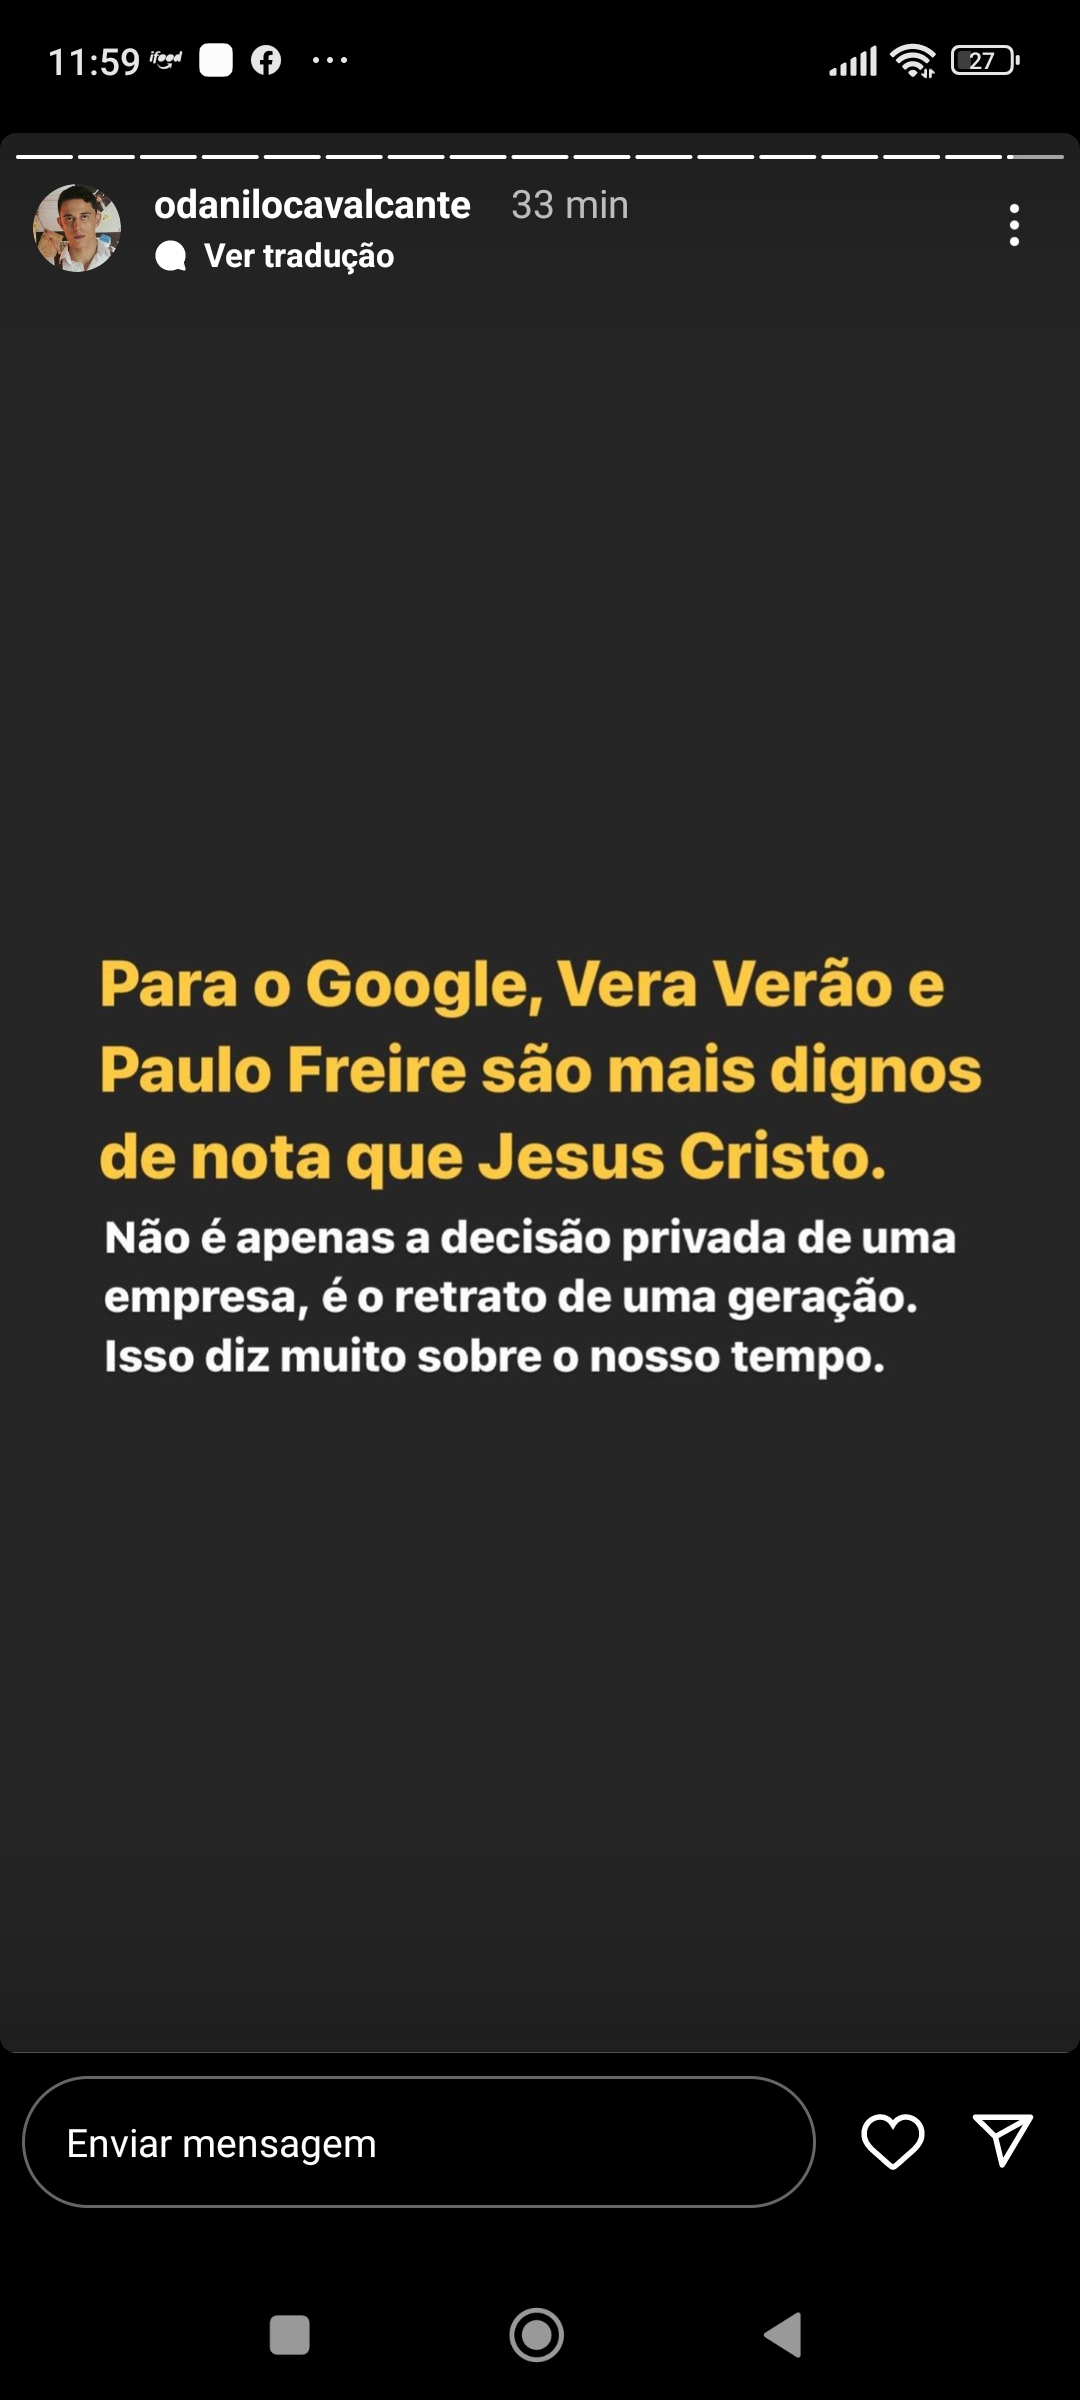 11:59 ifood 27
odanilocavalcante 33 min
Ver tradução
Para o Google, Vera Verão e
Paulo Freire são mais dignos
de nota que Jesus Cristo.
Não é apenas a decisão privada de uma
empresa, é o retrato de uma geração.
Isso diz muito sobre o nosso tempo.
Enviar mensagem